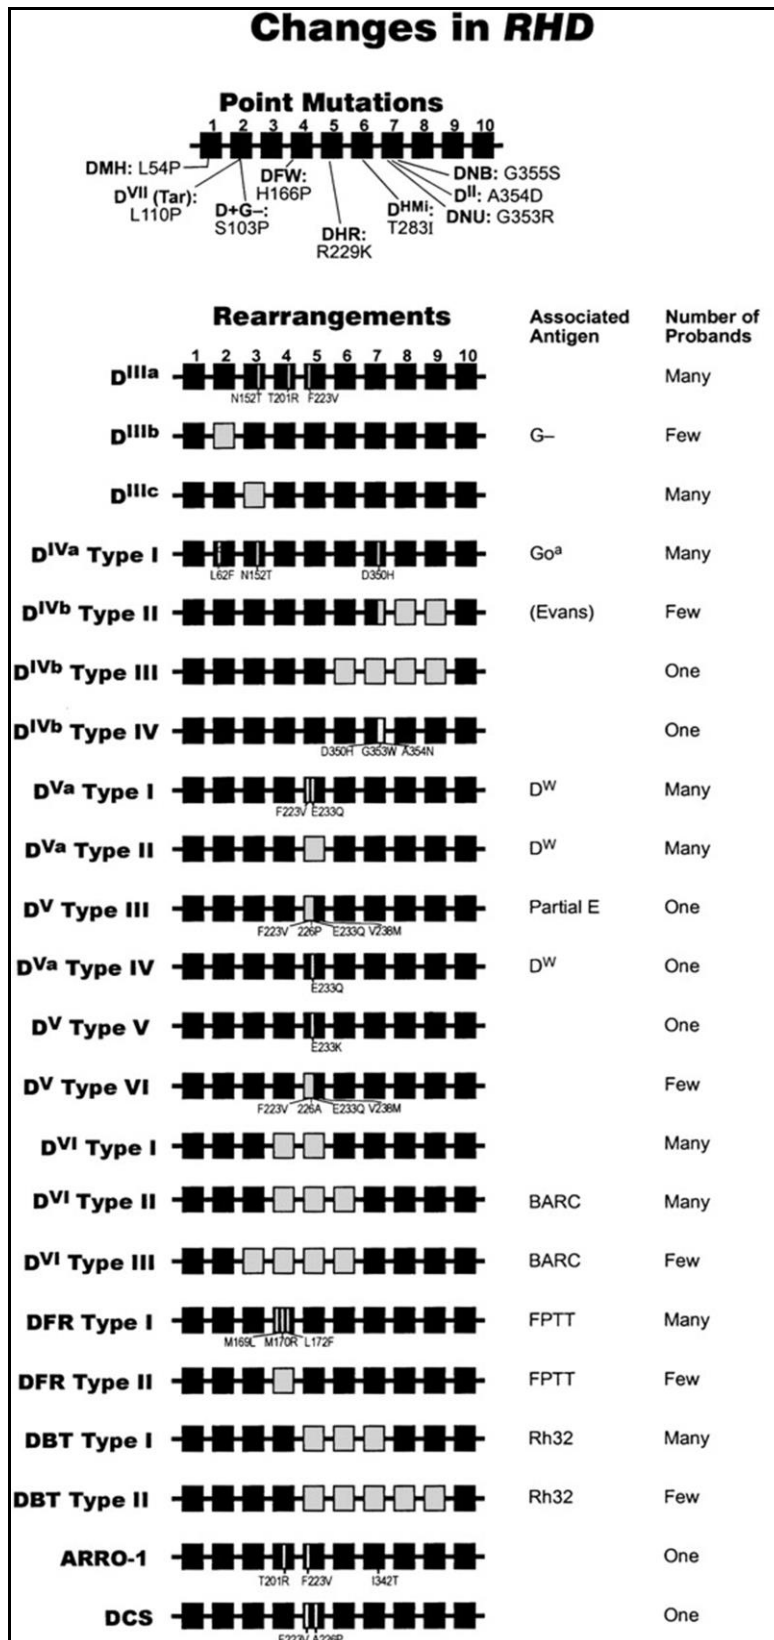 Changes in RHD
Point Mutations
1 2 3 4 5 6 7 8 9 10
DMH: L54P
DVII (Tar): L110P
D+G–: S103P
DFW: H166P
DHR: R229K
DHMi: T283I
DNB: G355S
DII: A354D
DNU: G353R
Rearrangements Associated Antigen Number of Probands
1 2 3 4 5 6 7 8 9 10
DIIIa Many
N152T T201R F223V
DIIIb G– Few
DIIIc Many
DIVa Type I Goa Many
L62F N152T D350H
DIVb Type II (Evans) Few
DIVb Type III One
DIVb Type IV One
D350H G353W A354N
DVa Type I DW Many
F223V E233Q
DVa Type II DW Many
DV Type III Partial E One
F223V 226P E233Q V238M
DVa Type IV DW One
E233Q
DV Type V One
E233K
DV Type VI Few
F223V 226A E233Q V238M
DVI Type I Many
DVI Type II BARC Many
DVI Type III BARC Few
DFR Type I FPTT Many
M169L M170R L172F
DFR Type II FPTT Few
DBT Type I Rh32 Many
DBT Type II Rh32 Few
ARRO-1 One
T201R F223V I342T
DCS One
F223V A226P